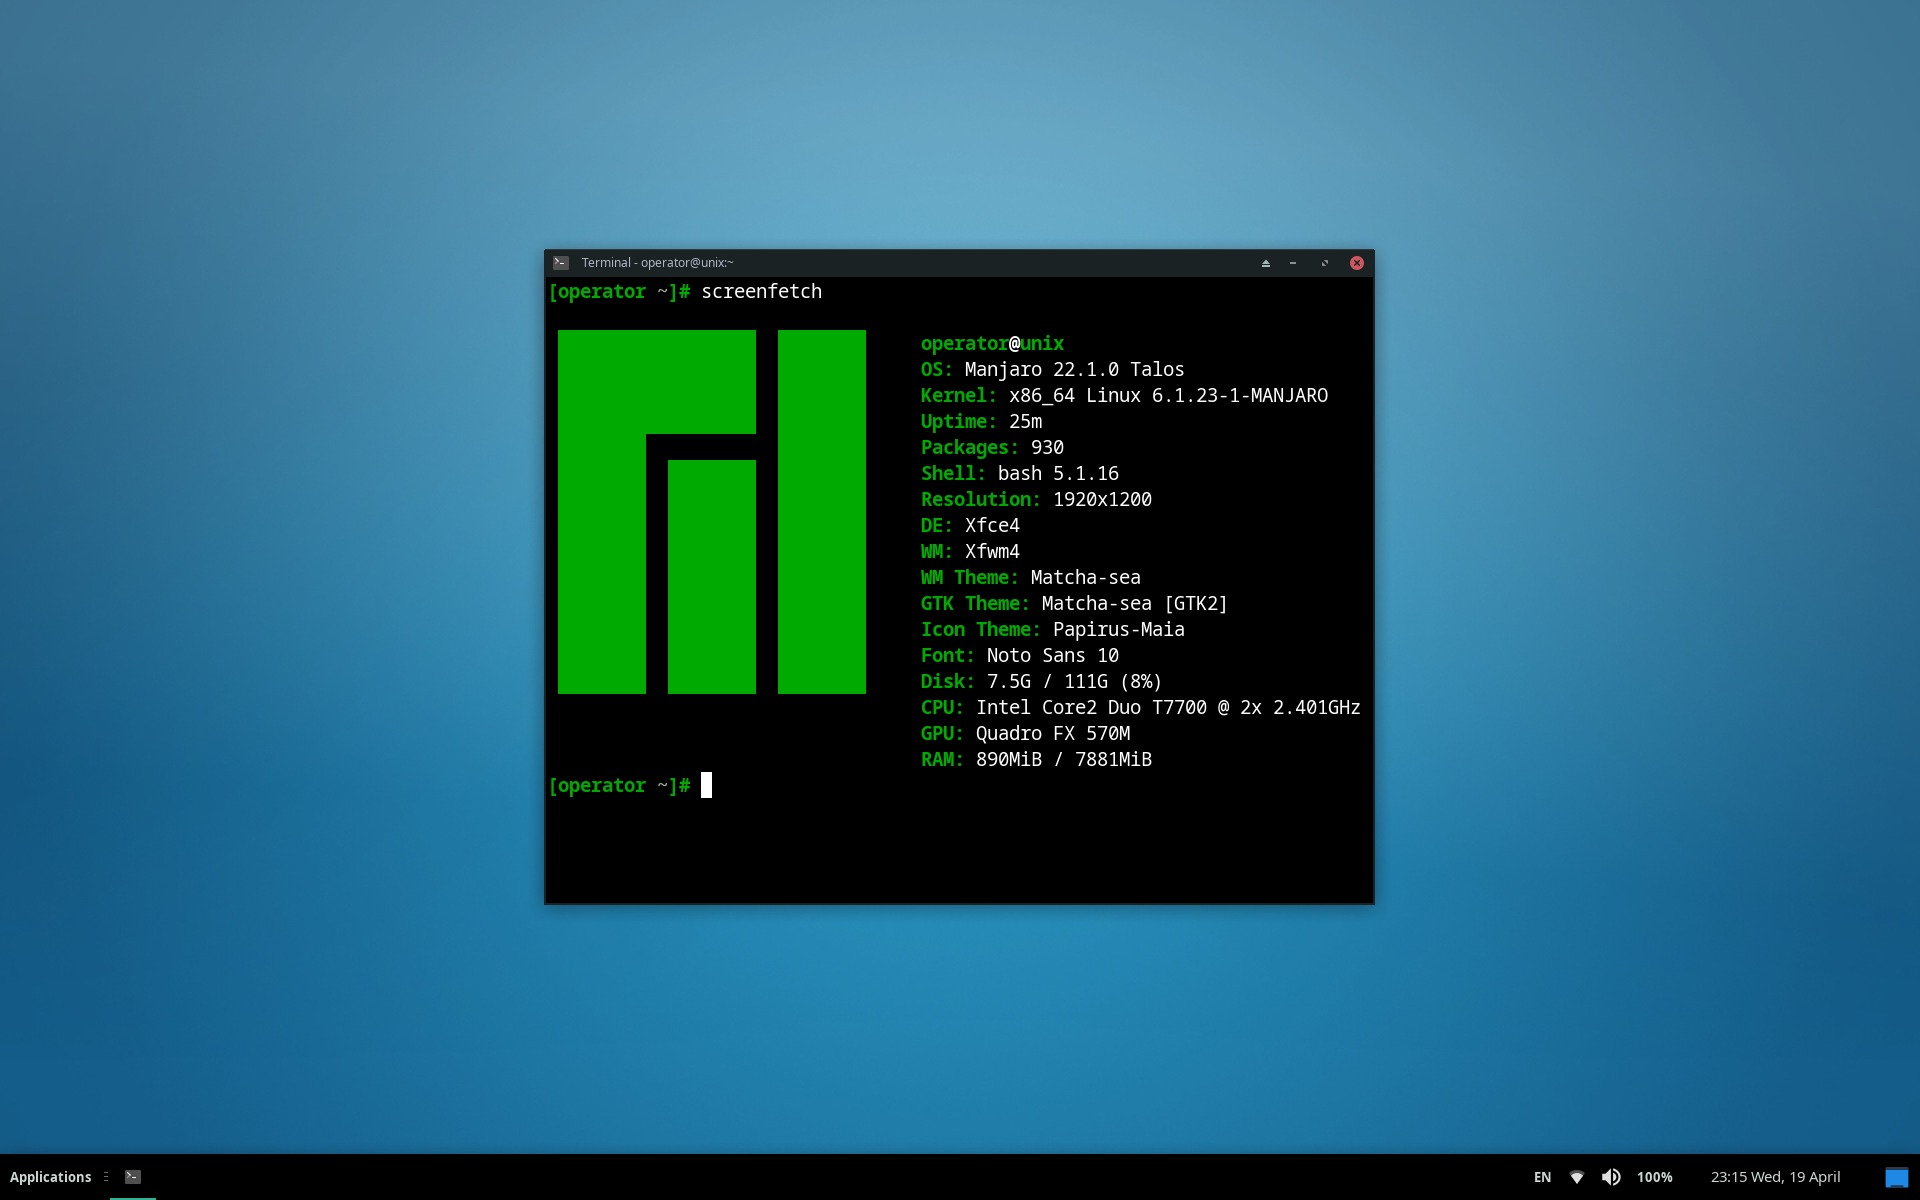 Terminal - operator@unix:~
[operator ~]# screenfetch
operator@unix
OS: Manjaro 22.1.0 Talos
Kernel: x86_64 Linux 6.1.23-1-MANJARO
Uptime: 25m
Packages: 930
Shell: bash 5.1.16
Resolution: 1920x1200
DE: Xfce4
WM: Xfwm4
WM Theme: Matcha-sea
GTK Theme: Matcha-sea [GTK2]
Icon Theme: Papirus-Maia
Font: Noto Sans 10
Disk: 7.5G / 111G (8%)
CPU: Intel Core2 Duo T7700 @ 2x 2.401GHz
GPU: Quadro FX 570M
RAM: 890MiB / 7881MiB
[operator ~]#
Applications EN 100% 23:15 Wed, 19 April